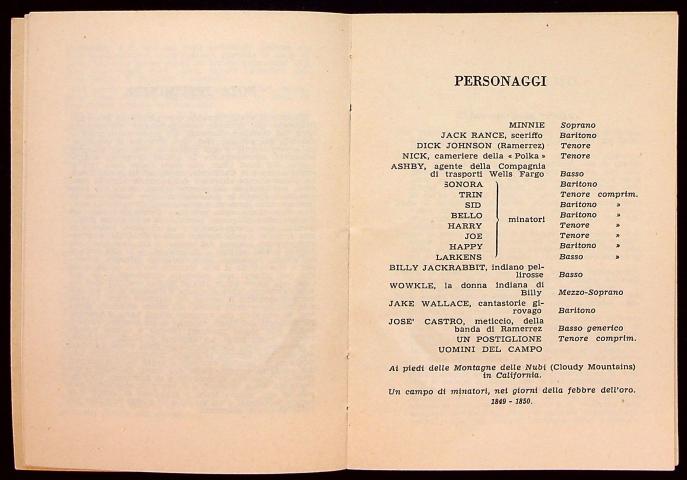 PERSONAGGI
MINNIE Soprano
JACK RANCE, sceriffo Baritono
DICK JOHNSON (Ramerrez) Tenore
NICK, cameriere della « Polka » Tenore
ASHBY, agente della Compagnia
di trasporti Wells Fargo Basso
SONORA Baritono
TRIN Tenore comprim.
SID Baritono »
BELLO Baritono »
minatori
HARRY Tenore »
JOE Tenore »
HAPPY Baritono »
LARKENS Basso »
BILLY JACKRABBIT, indiano pel-
lirosse Basso
WOWKLE, la donna indiana di
Billy Mezzo-Soprano
JAKE WALLACE, cantastorie gi-
rovago Baritono
JOSE' CASTRO, meticcio, della
banda di Ramerrez Basso generico
UN POSTIGLIONE Tenore comprim.
UOMINI DEL CAMPO
Ai piedi delle Montagne delle Nubi (Cloudy Mountains)
in California.
Un campo di minatori, nei giorni della febbre dell'oro.
1849 - 1850.